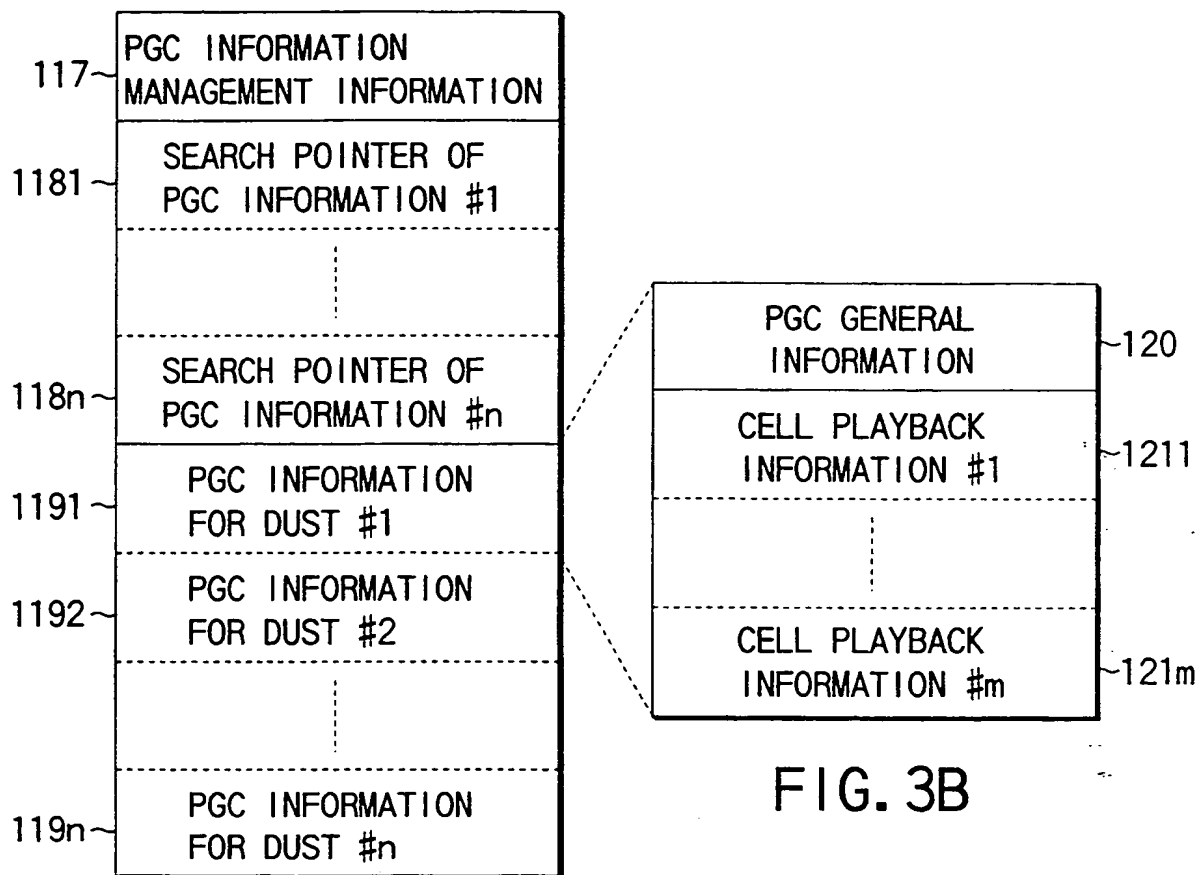 PGC INFORMATION
MANAGEMENT INFORMATION
117
SEARCH POINTER OF
PGC INFORMATION #1
1181
SEARCH POINTER OF
PGC INFORMATION #n
118n
PGC INFORMATION
FOR DUST #1
1191
PGC INFORMATION
FOR DUST #2
1192
PGC INFORMATION
FOR DUST #n
119n
PGC GENERAL
INFORMATION
120
CELL PLAYBACK
INFORMATION #1
1211
CELL PLAYBACK
INFORMATION #m
121m
FIG. 3B